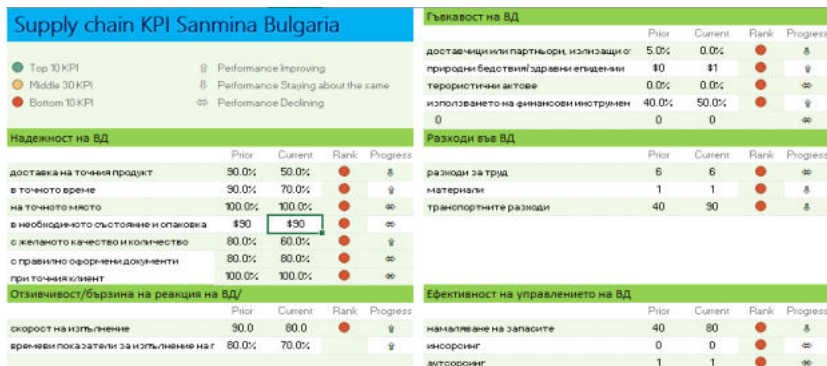 Supply chain KPI Sanmina Bulgaria
Top 10 KPI
Performance Improving
Middle 30 KPI
Performance Staying about the same
Bottom 10 KPI
Performance Declining
Надежност на ВД
Prior Current Rank Progress
доставка на точния продукт 90.0% 50.0%
в точното време 90.0% 70.0%
на точното място 100.0% 100.0%
в необходимото състояние и опаковка $90 $90
с желаното качество и количество 80.0% 60.0%
с правилно оформени документи 80.0% 80.0%
при точния клиент 100.0% 100.0%
Отзивчивост/бързина на реакция на ВД/
Prior Current Rank Progress
скорост на изпълнение 90.0 80.0
времеви показатели за изпълнение на г 80.0% 70.0%
Гъвкавост на ВД
Prior Current Rank Progress
доставчици или партньори, излизащи от 5.0% 0.0%
природни бедствия/здравни епидемии $0 $1
терористични актове 0.0% 0.0%
използването на финансови инструмен 40.0% 50.0%
0 0 0
Разходи във ВД
Prior Current Rank Progress
разходи за труд 6 6
материали 1 1
транспортните разходи 40 90
Ефективност на управлението на ВД
Prior Current Rank Progress
намаляване на запасите 40 80
инсорсинг 0 0
аутсорсинг 1 1